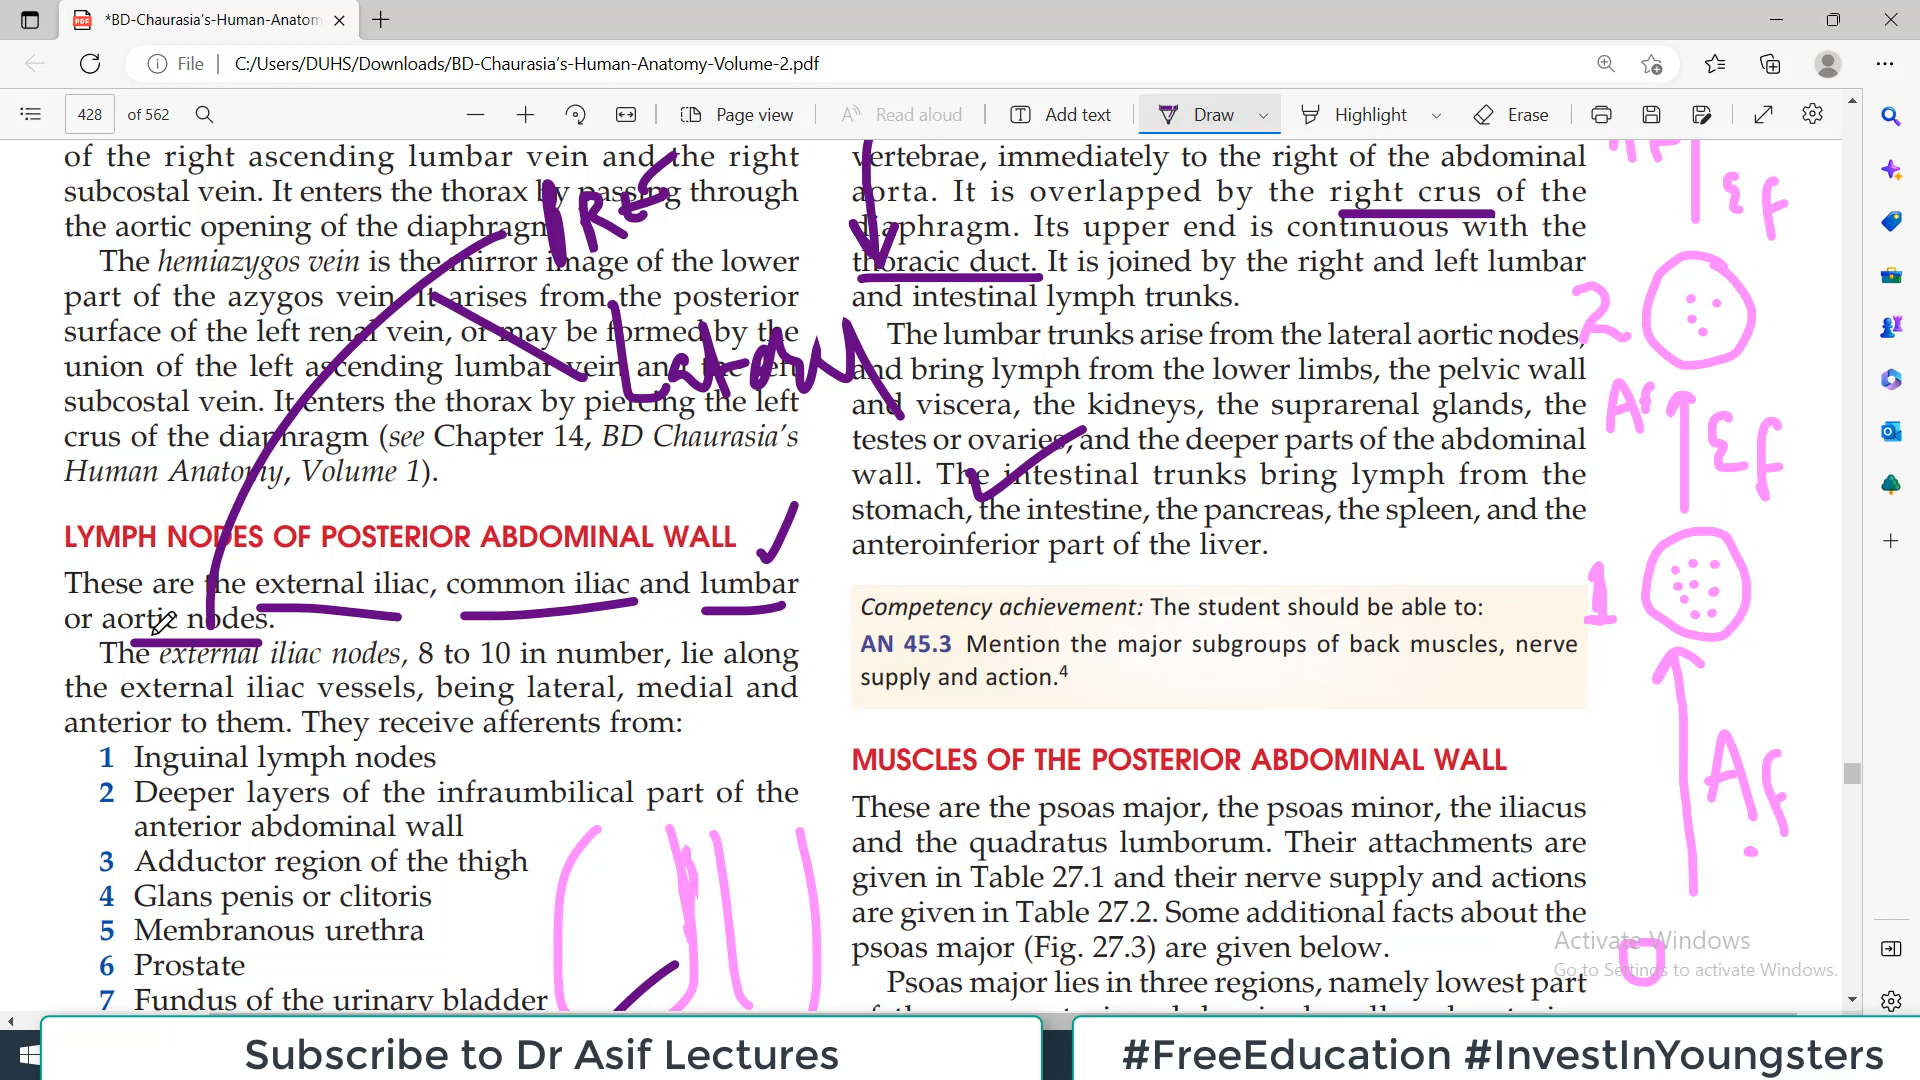 *BD-Chaurasia's-Human-Anatom
File
C:/Users/DUHS/Downloads/BD-Chaurasia's-Human-Anatomy-Volume-2.pdf
428 of 562
Page view
Read aloud
Add text
Draw
Highlight
Erase
of the right ascending lumbar vein and the right
subcostal vein. It enters the thorax by passing through
the aortic opening of the diaphragm
The hemiazygos vein is the mirror image of the lower
part of the azygos vein. It arises from the posterior
surface of the left renal vein, or may be formed by the
union of the left ascending lumbar vein and the left
subcostal vein. It enters the thorax by piercing the left
crus of the diaphragm (see Chapter 14, BD Chaurasia's
Human Anatomy, Volume 1).
PRE
LYMPH NODES OF POSTERIOR ABDOMINAL WALL
These are the external iliac, common iliac and lumbar
or aortic nodes.
The external iliac nodes, 8 to 10 in number, lie along
the external iliac vessels, being lateral, medial and
anterior to them. They receive afferents from:
1 Inguinal lymph nodes
2 Deeper layers of the infraumbilical part of the
anterior abdominal wall
3 Adductor region of the thigh
4 Glans penis or clitoris
5 Membranous urethra
6 Prostate
7 Fundus of the urinary bladder
vertebrae, immediately to the right of the abdominal
aorta. It is overlapped by the right crus of the
diaphragm. Its upper end is continuous with the
thoracic duct. It is joined by the right and left lumbar
and intestinal lymph trunks.
The lumbar trunks arise from the lateral aortic nodes,
and bring lymph from the lower limbs, the pelvic wall
and viscera, the kidneys, the suprarenal glands, the
testes or ovaries, and the deeper parts of the abdominal
wall. The intestinal trunks bring lymph from the
stomach, the intestine, the pancreas, the spleen, and the
anteroinferior part of the liver.
Competency achievement: The student should be able to:
AN 45.3 Mention the major subgroups of back muscles, nerve
supply and action.4
MUSCLES OF THE POSTERIOR ABDOMINAL WALL
These are the psoas major, the psoas minor, the iliacus
and the quadratus lumborum. Their attachments are
given in Table 27.1 and their nerve supply and actions
are given in Table 27.2. Some additional facts about the
psoas major (Fig. 27.3) are given below.
Psoas major lies in three regions, namely lowest part
Ef
2
Af
Ef
1
Af
Activate Windows
Go to Settings to activate Windows.
Subscribe to Dr Asif Lectures
#FreeEducation #InvestInYoungsters